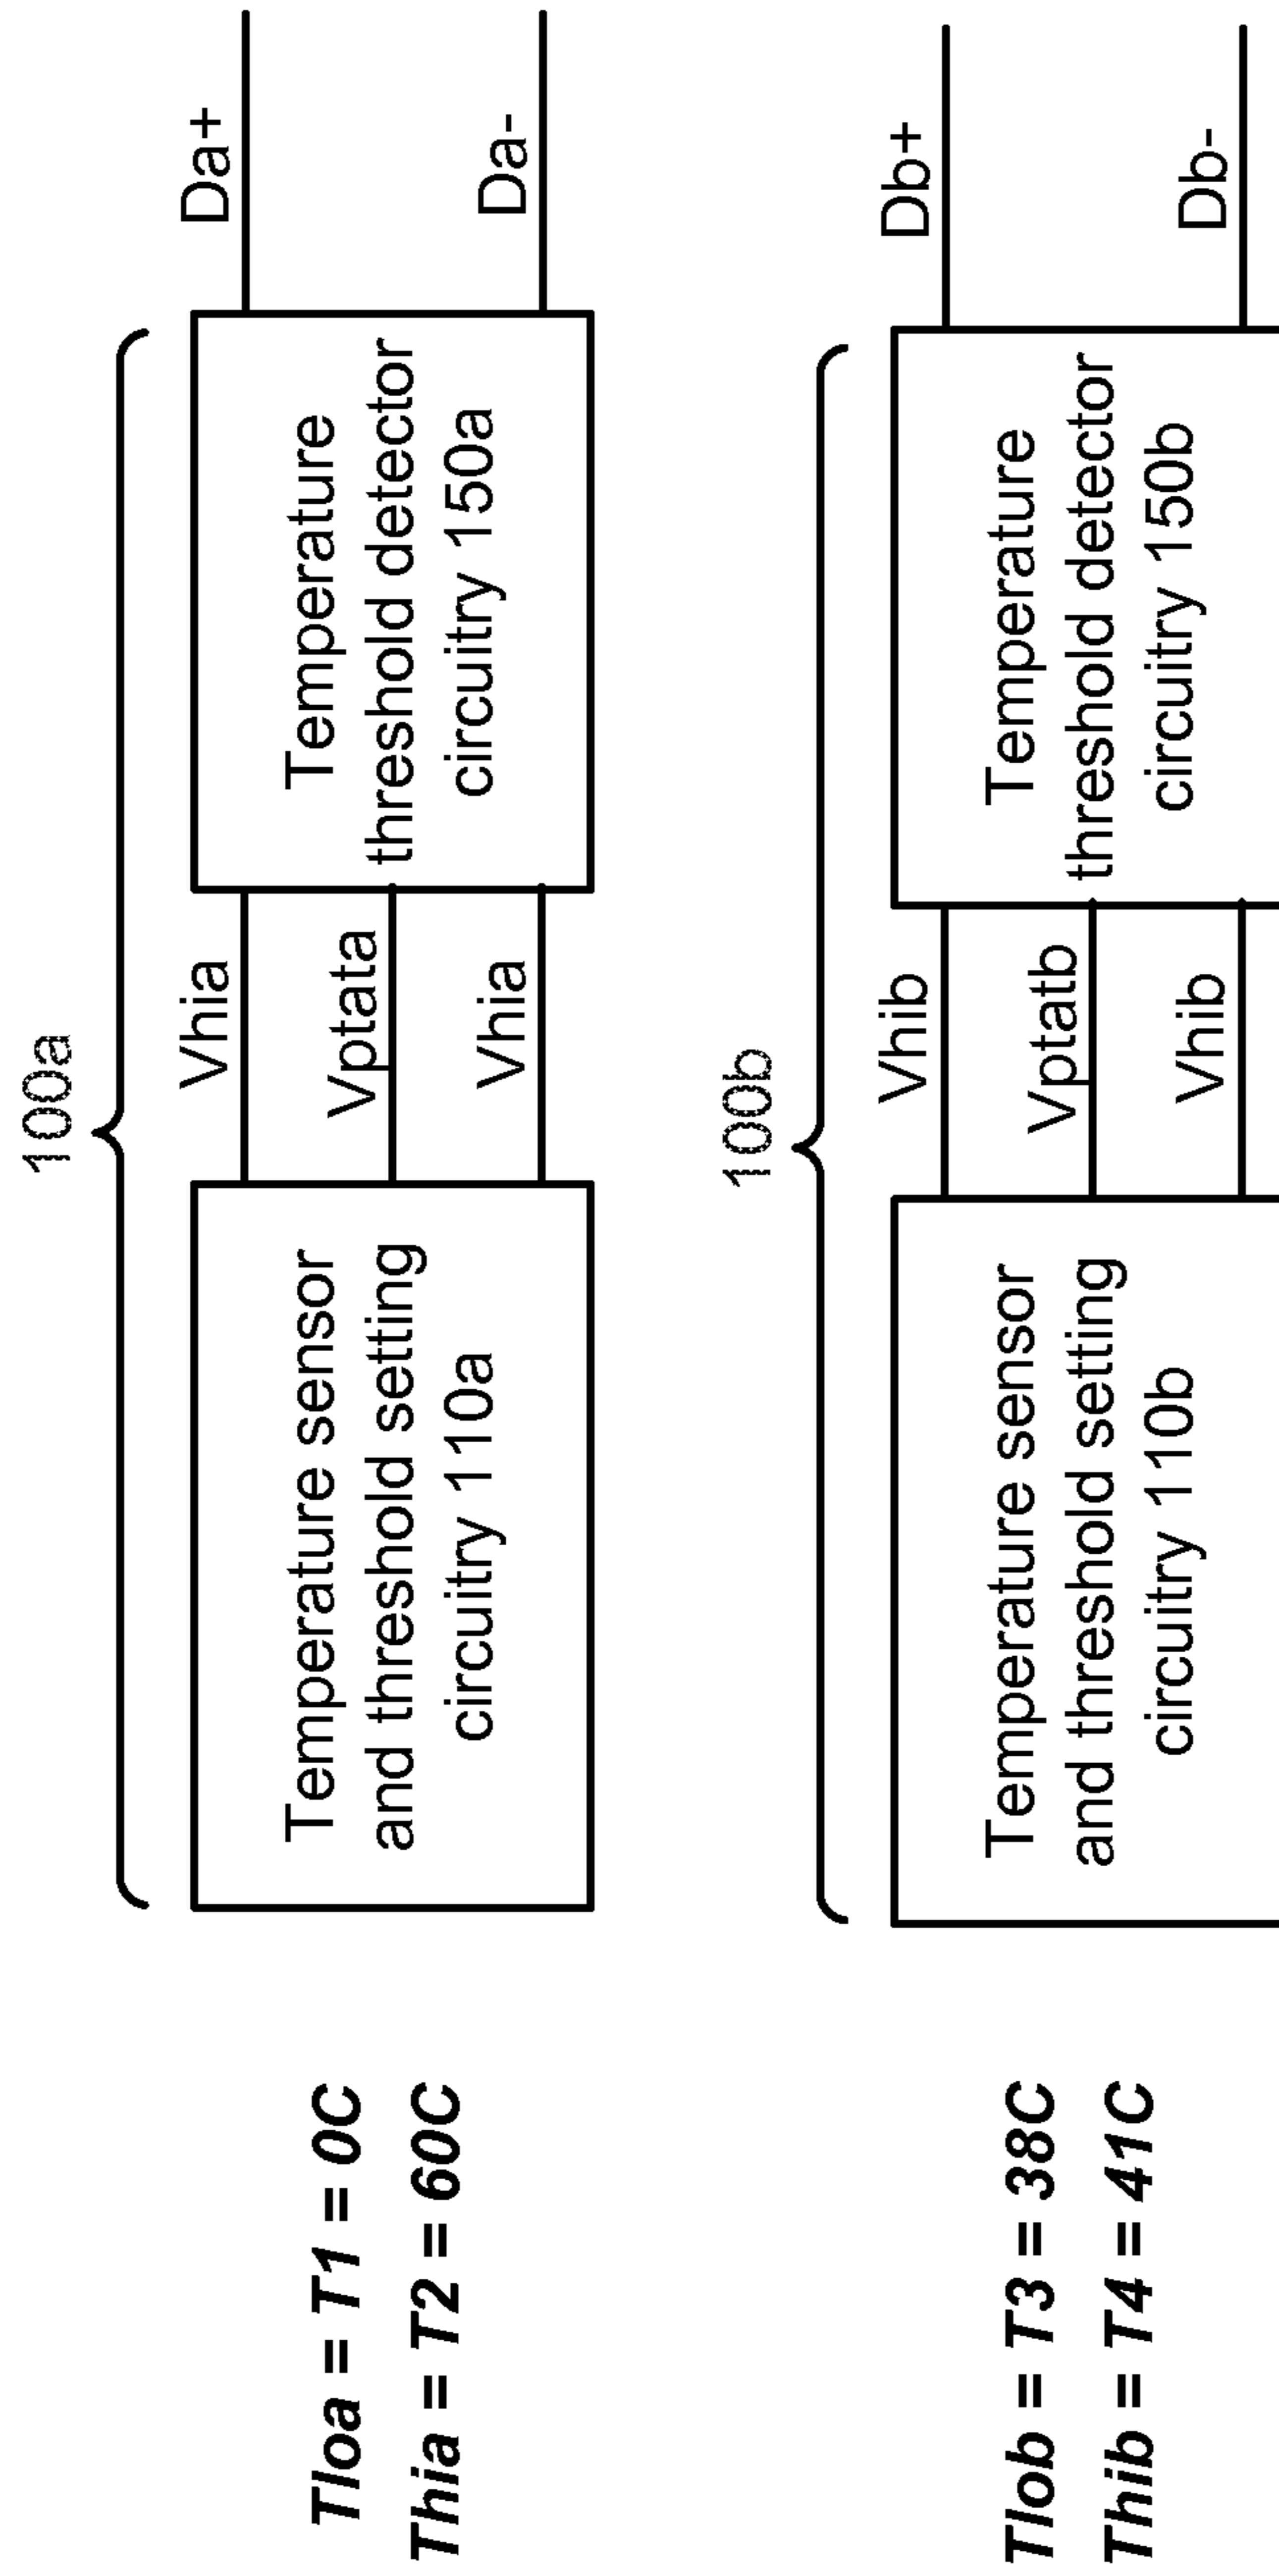 100a
Tloa = T1 = 0C
Thia = T2 = 60C
Temperature sensor
and threshold setting
circuitry 110a
Vhia
Vptata
Vhia
Temperature
threshold detector
circuitry 150a
Da+
Da-
100b
Tlob = T3 = 38C
Thib = T4 = 41C
Temperature sensor
and threshold setting
circuitry 110b
Vhib
Vptatb
Vhib
Temperature
threshold detector
circuitry 150b
Db+
Db-